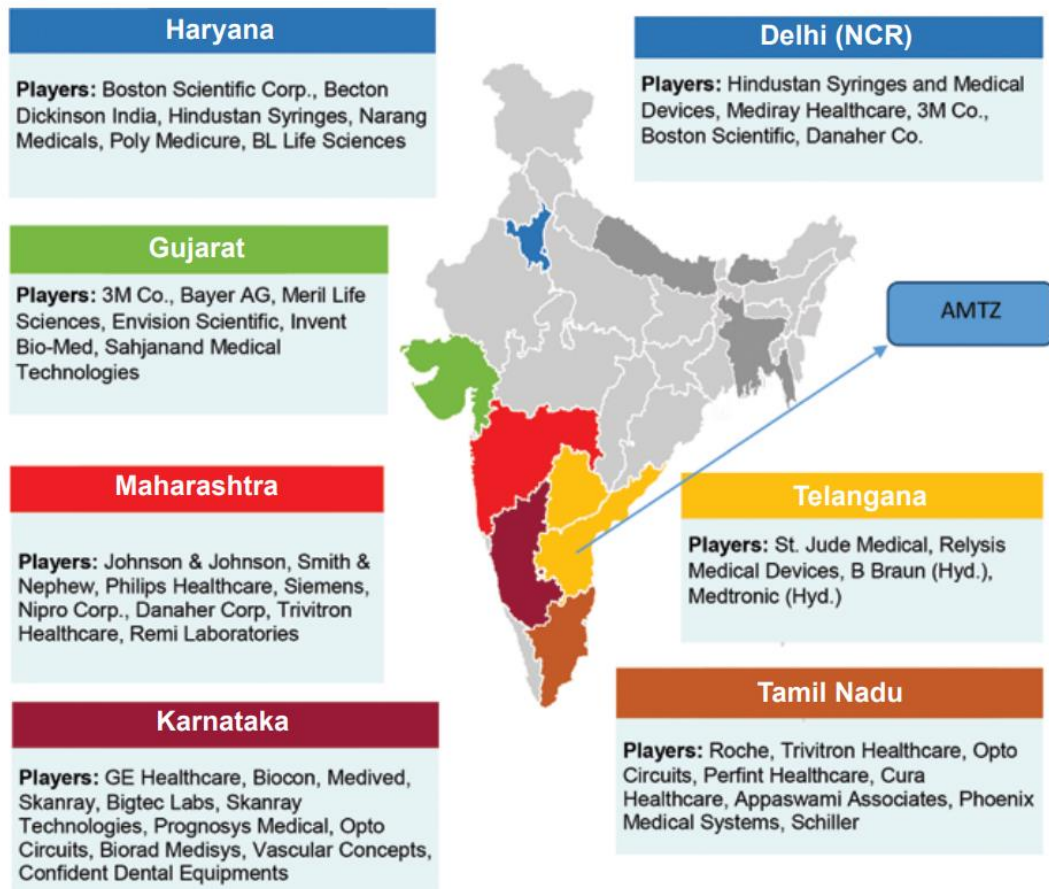 Haryana
Players: Boston Scientific Corp., Becton
Dickinson India, Hindustan Syringes, Narang
Medicals, Poly Medicure, BL Life Sciences
Delhi (NCR)
Players: Hindustan Syringes and Medical
Devices, Mediray Healthcare, 3M Co.,
Boston Scientific, Danaher Co.
Gujarat
Players: 3M Co., Bayer AG, Meril Life
Sciences, Envision Scientific, Invent
Bio-Med, Sahjanand Medical
Technologies
AMTZ
Maharashtra
Players: Johnson & Johnson, Smith &
Nephew, Philips Healthcare, Siemens,
Nipro Corp., Danaher Corp, Trivitron
Healthcare, Remi Laboratories
Telangana
Players: St. Jude Medical, Relysis
Medical Devices, B Braun (Hyd.),
Medtronic (Hyd.)
Karnataka
Players: GE Healthcare, Biocon, Medived,
Skanray, Bigtec Labs, Skanray
Technologies, Prognosys Medical, Opto
Circuits, Biorad Medisys, Vascular Concepts,
Confident Dental Equipments
Tamil Nadu
Players: Roche, Trivitron Healthcare, Opto
Circuits, Perfint Healthcare, Cura
Healthcare, Appaswami Associates, Phoenix
Medical Systems, Schiller